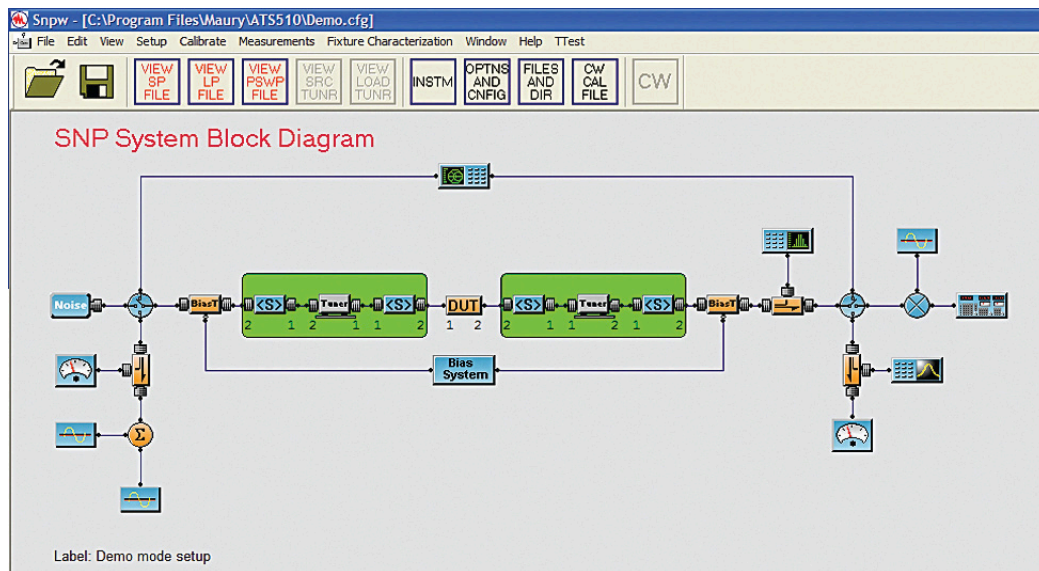 Snpw - [C:\Program Files\Maury\ATS510\Demo.cfg]
File Edit View Setup Calibrate Measurements Fixture Characterization Window Help TTest
VIEW SP FILE
VIEW LP FILE
VIEW PSWP FILE
VIEW SRC TUNR
VIEW LOAD TUNR
INSTM
OPTNS AND CNFIG
FILES AND DIR
CW CAL FILE
CW
SNP System Block Diagram
Noise
BiasT
<S>
Tuner
<S>
DUT
<S>
Tuner
<S>
BiasT
2 1 2 1 1 2 1 2 2 1 1 2 1 2
Bias System
Σ
Label: Demo mode setup